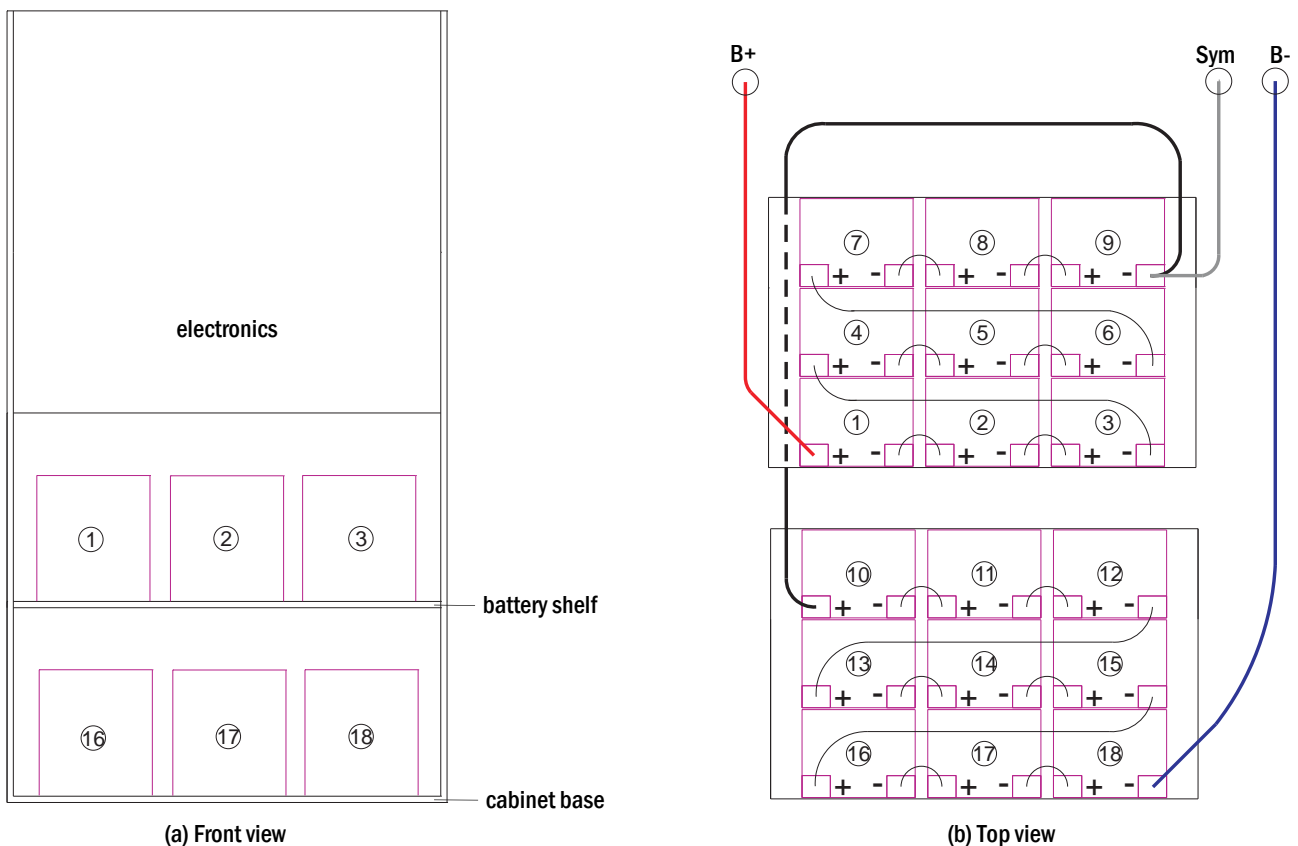 electronics
1 2 3
battery shelf
16 17 18
cabinet base
(a) Front view
B+ Sym B-
7 8 9
+ - + - + -
4 5 6
+ - + - + -
1 2 3
+ - + - + -
10 11 12
+ - + - + -
13 14 15
+ - + - + -
16 17 18
+ - + - + -
(b) Top view